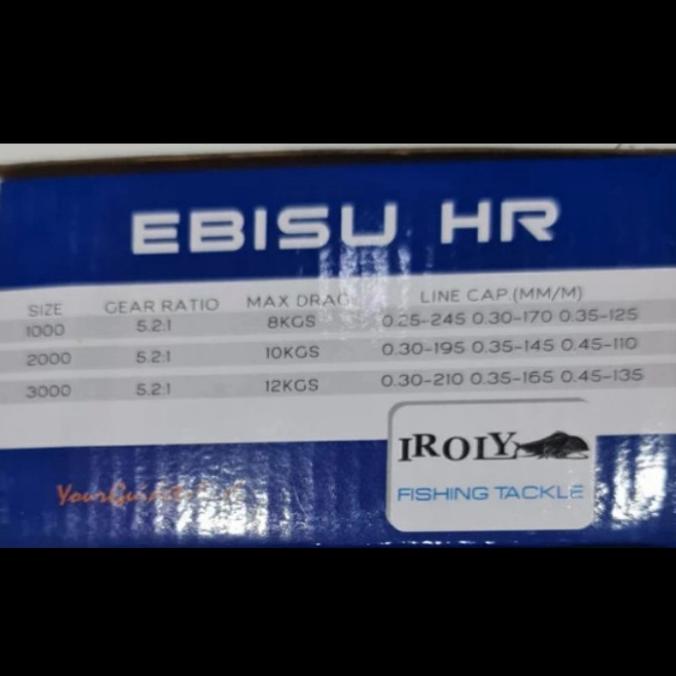 EBISU HR
SIZE GEAR RATIO MAX DRAG LINE CAP.(MM/M)
1000 5.2:1 8KGS 0.25-245 0.30-170 0.35-125
2000 5.2:1 10KGS 0.30-195 0.35-145 0.45-110
3000 5.2:1 12KGS 0.30-210 0.35-165 0.45-135
IROIY
FISHING TACKLE